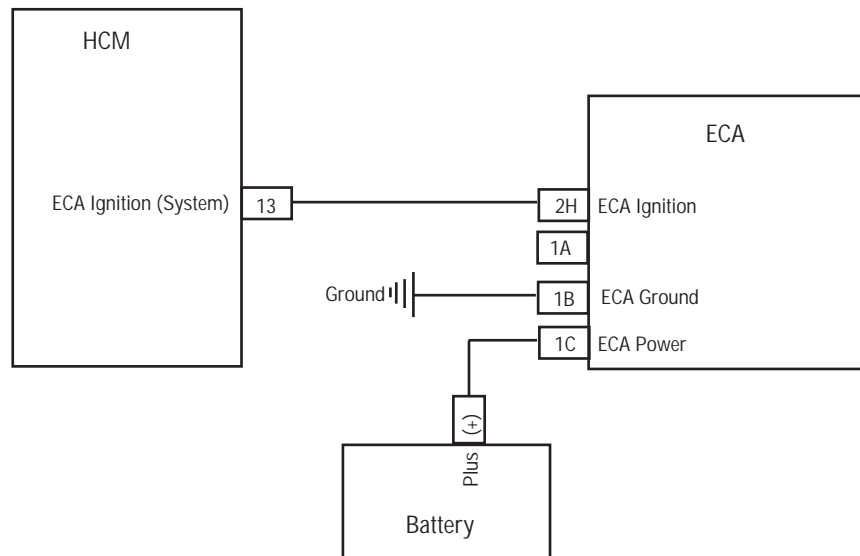 HCM
ECA
ECA Ignition (System)
13
2H
ECA Ignition
1A
Ground
1B
ECA Ground
1C
ECA Power
(+)
Plus
Battery